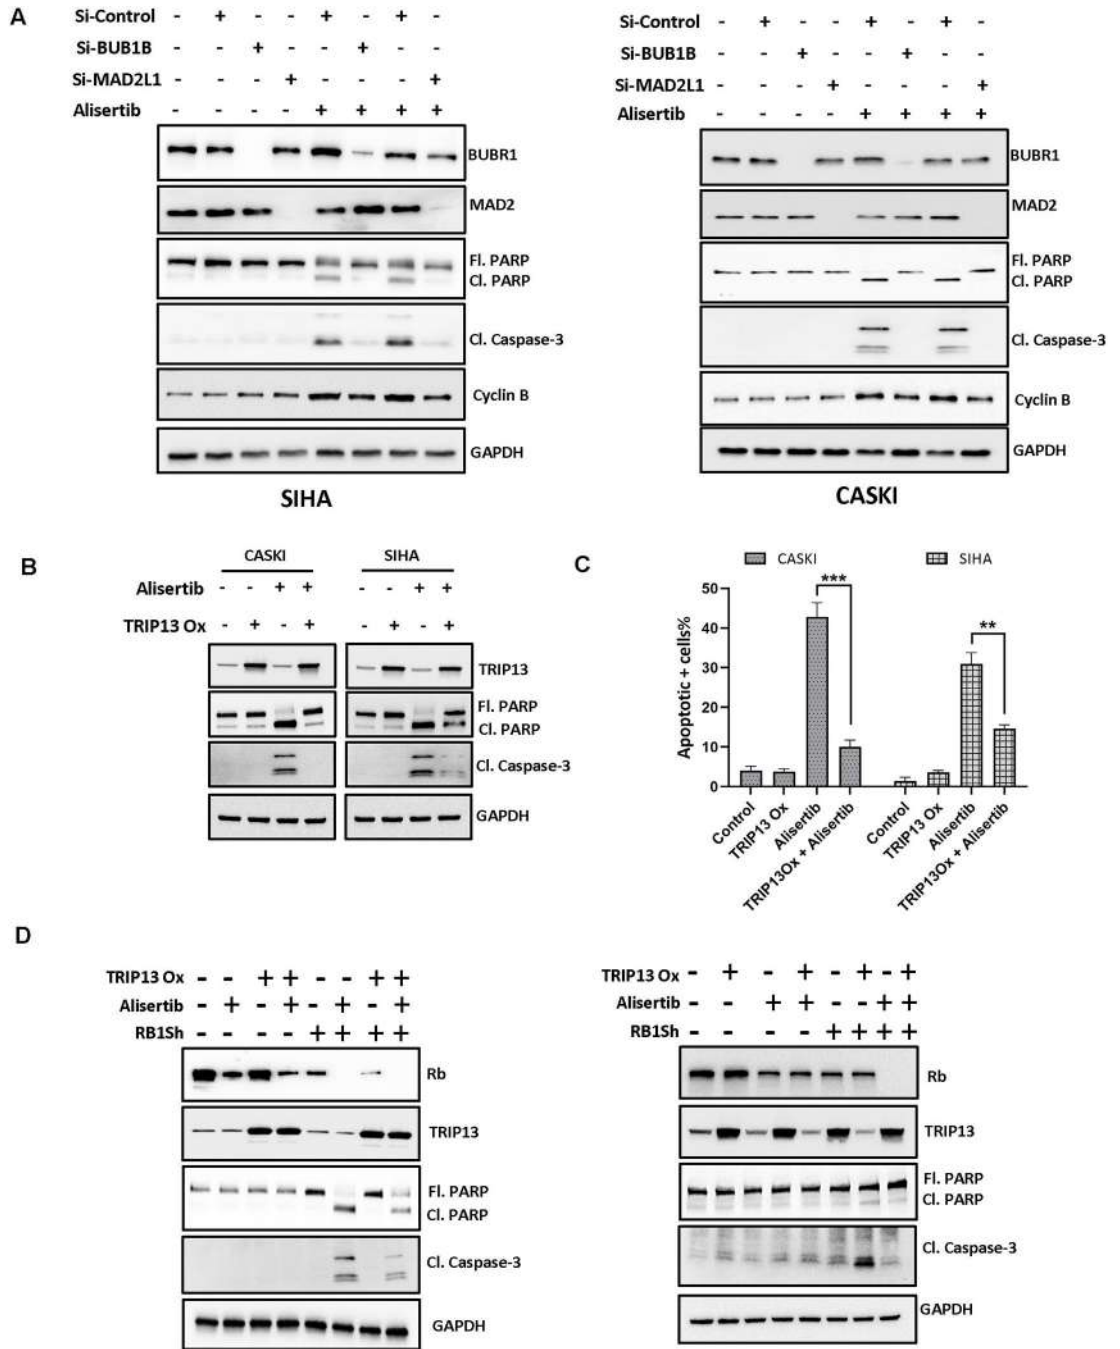 A
Si-Control - + - - + - + -
Si-BUB1B - - + - - + - -
Si-MAD2L1 - - - + - - - +
Alisertib - - - - + + + +
BUBR1
MAD2
Fl. PARP
Cl. PARP
Cl. Caspase-3
Cyclin B
GAPDH
SIHA
Si-Control - + - - + - + -
Si-BUB1B - - + - - + - -
Si-MAD2L1 - - - + - - - +
Alisertib - - - - + + + +
BUBR1
MAD2
Fl. PARP
Cl. PARP
Cl. Caspase-3
Cyclin B
GAPDH
CASKI
B
CASKI SIHA
Alisertib - - + + - - + +
TRIP13 Ox - + - + - + - +
TRIP13
Fl. PARP
Cl. PARP
Cl. Caspase-3
GAPDH
C
CASKI SIHA
Apoptotic + cells%
50
40
30
20
10
0
***
**
Control
TRIP13 Ox
Alisertib
TRIP13Ox + Alisertib
Control
TRIP13 Ox
Alisertib
TRIP13Ox + Alisertib
D
TRIP13 Ox - - + + - - + +
Alisertib - + - + - + - +
RB1Sh - - - - + + + +
Rb
TRIP13
Fl. PARP
Cl. PARP
Cl. Caspase-3
GAPDH
TRIP13 Ox - + - + - + - +
Alisertib - - + + - - + +
RB1Sh - - - - + + + +
Rb
TRIP13
Fl. PARP
Cl. PARP
Cl. Caspase-3
GAPDH